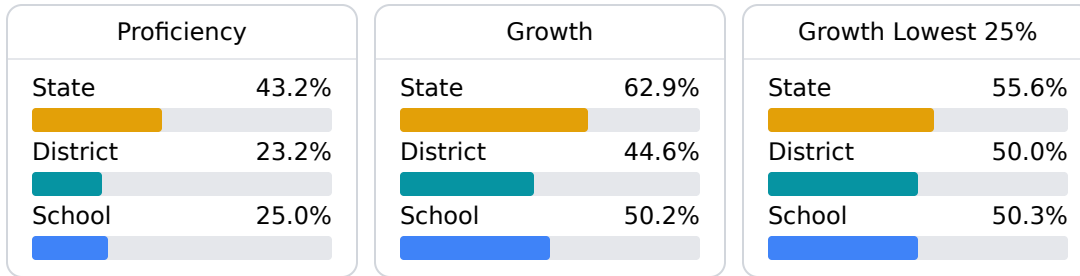 Proficiency
State 43.2%
District 23.2%
School 25.0%
Growth
State 62.9%
District 44.6%
School 50.2%
Growth Lowest 25%
State 55.6%
District 50.0%
School 50.3%